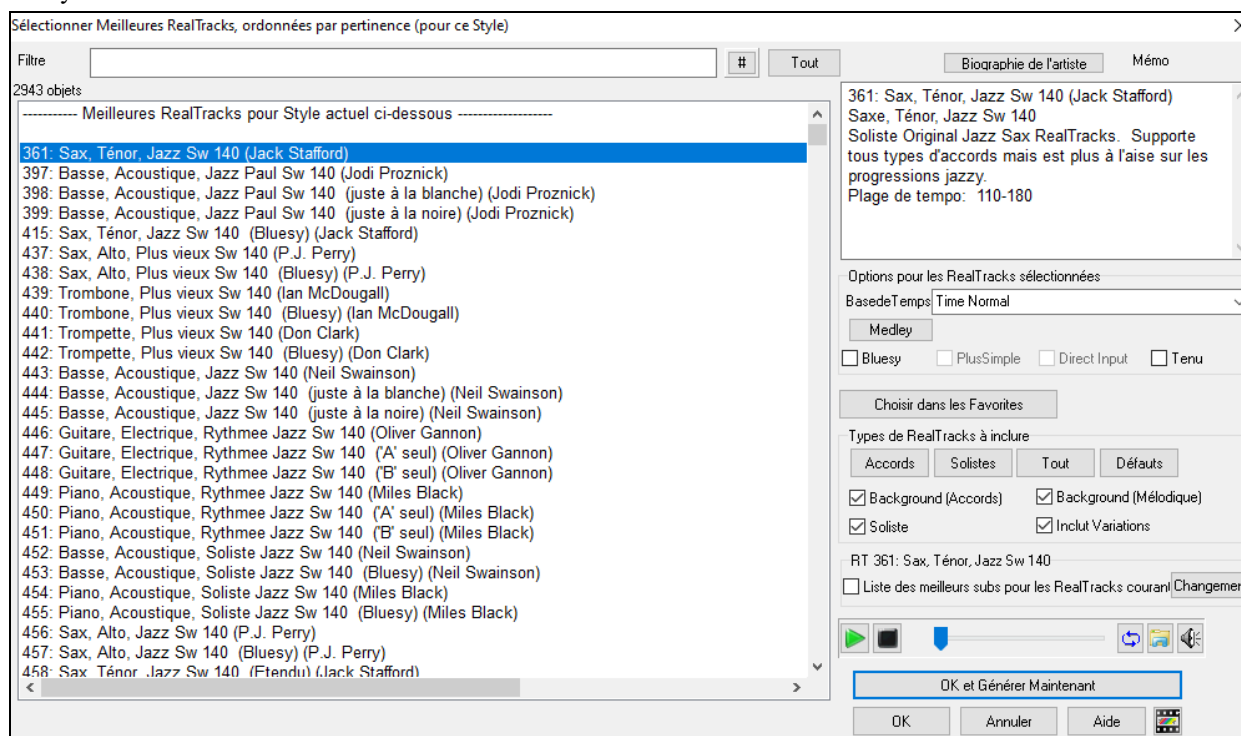 Sélectionner Meilleures RealTracks, ordonnées par pertinence (pour ce Style)
Filtre
#
Tout
Biographie de l'artiste
Mémo
2943 objets
----------- Meilleures RealTracks pour Style actuel ci-dessous -------------------
361: Sax, Ténor, Jazz Sw 140 (Jack Stafford)
397: Basse, Acoustique, Jazz Paul Sw 140 (Jodi Proznick)
398: Basse, Acoustique, Jazz Paul Sw 140 (juste à la blanche) (Jodi Proznick)
399: Basse, Acoustique, Jazz Paul Sw 140 (juste à la noire) (Jodi Proznick)
415: Sax, Ténor, Jazz Sw 140 (Bluesy) (Jack Stafford)
437: Sax, Alto, Plus vieux Sw 140 (P.J. Perry)
438: Sax, Alto, Plus vieux Sw 140 (Bluesy) (P.J. Perry)
439: Trombone, Plus vieux Sw 140 (Ian McDougall)
440: Trombone, Plus vieux Sw 140 (Bluesy) (Ian McDougall)
441: Trompette, Plus vieux Sw 140 (Don Clark)
442: Trompette, Plus vieux Sw 140 (Bluesy) (Don Clark)
443: Basse, Acoustique, Jazz Sw 140 (Neil Swainson)
444: Basse, Acoustique, Jazz Sw 140 (juste à la blanche) (Neil Swainson)
445: Basse, Acoustique, Jazz Sw 140 (juste à la noire) (Neil Swainson)
446: Guitare, Electrique, Rythmee Jazz Sw 140 (Oliver Gannon)
447: Guitare, Electrique, Rythmee Jazz Sw 140 ('A' seul) (Oliver Gannon)
448: Guitare, Electrique, Rythmee Jazz Sw 140 ('B' seul) (Oliver Gannon)
449: Piano, Acoustique, Rythmee Jazz Sw 140 (Miles Black)
450: Piano, Acoustique, Rythmee Jazz Sw 140 ('A' seul) (Miles Black)
451: Piano, Acoustique, Rythmee Jazz Sw 140 ('B' seul) (Miles Black)
452: Basse, Acoustique, Soliste Jazz Sw 140 (Neil Swainson)
453: Basse, Acoustique, Soliste Jazz Sw 140 (Bluesy) (Neil Swainson)
454: Piano, Acoustique, Soliste Jazz Sw 140 (Miles Black)
455: Piano, Acoustique, Soliste Jazz Sw 140 (Bluesy) (Miles Black)
456: Sax, Alto, Jazz Sw 140 (P.J. Perry)
457: Sax, Alto, Jazz Sw 140 (Bluesy) (P.J. Perry)
458: Sax, Ténor, Jazz Sw 140 (Etendu) (Jack Stafford)
361: Sax, Ténor, Jazz Sw 140 (Jack Stafford)
Saxe, Ténor, Jazz Sw 140
Soliste Original Jazz Sax RealTracks. Supporte
tous types d'accords mais est plus à l'aise sur les
progressions jazzy.
Plage de tempo: 110-180
Options pour les RealTracks sélectionnées
BasedeTemps Time Normal
Medley
Bluesy
PlusSimple
Direct Input
Tenu
Choisir dans les Favorites
Types de RealTracks à inclure
Accords
Solistes
Tout
Défauts
Background (Accords)
Background (Mélodique)
Soliste
Inclut Variations
RT 361: Sax, Ténor, Jazz Sw 140
Liste des meilleurs subs pour les RealTracks courant
Changemer
OK et Générer Maintenant
OK
Annuler
Aide